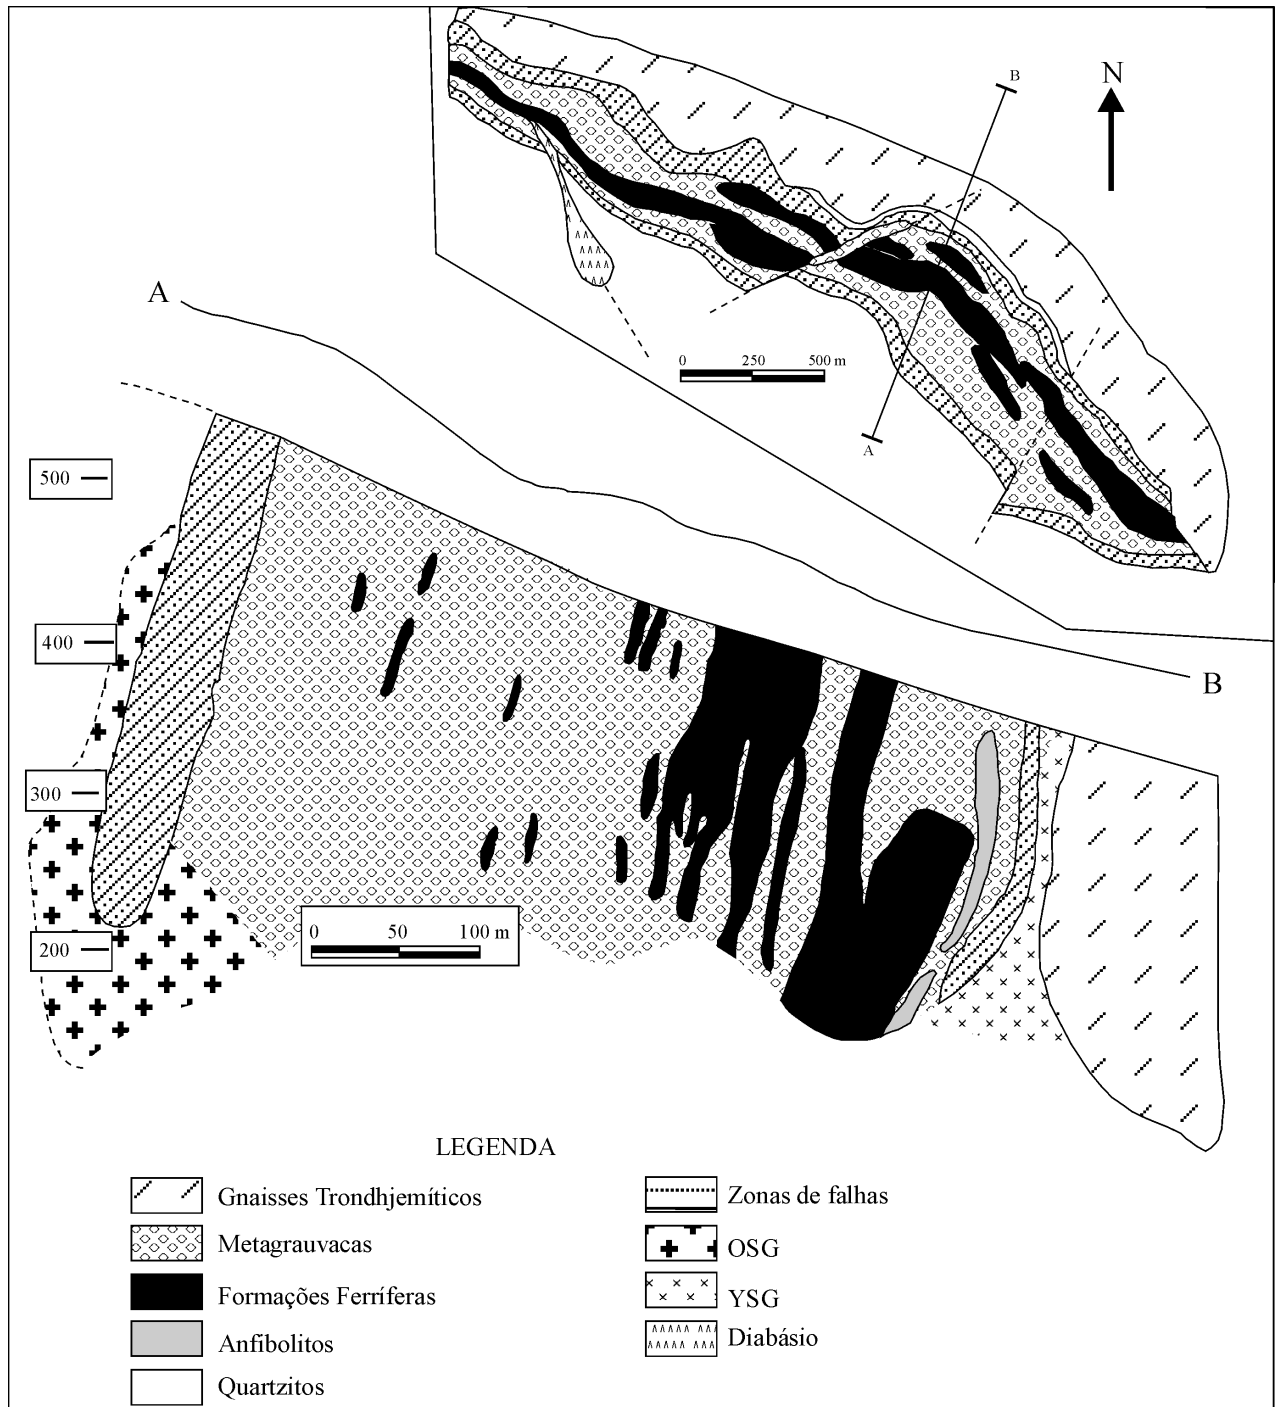 B
N
0 250 500 m
A
A
500
400
B
300
200
0 50 100 m
LEGENDA
Gnaisses Trondhjemíticos
Metagrauvacas
Formações Ferríferas
Anfibolitos
Quartzitos
Zonas de falhas
OSG
YSG
Diabásio